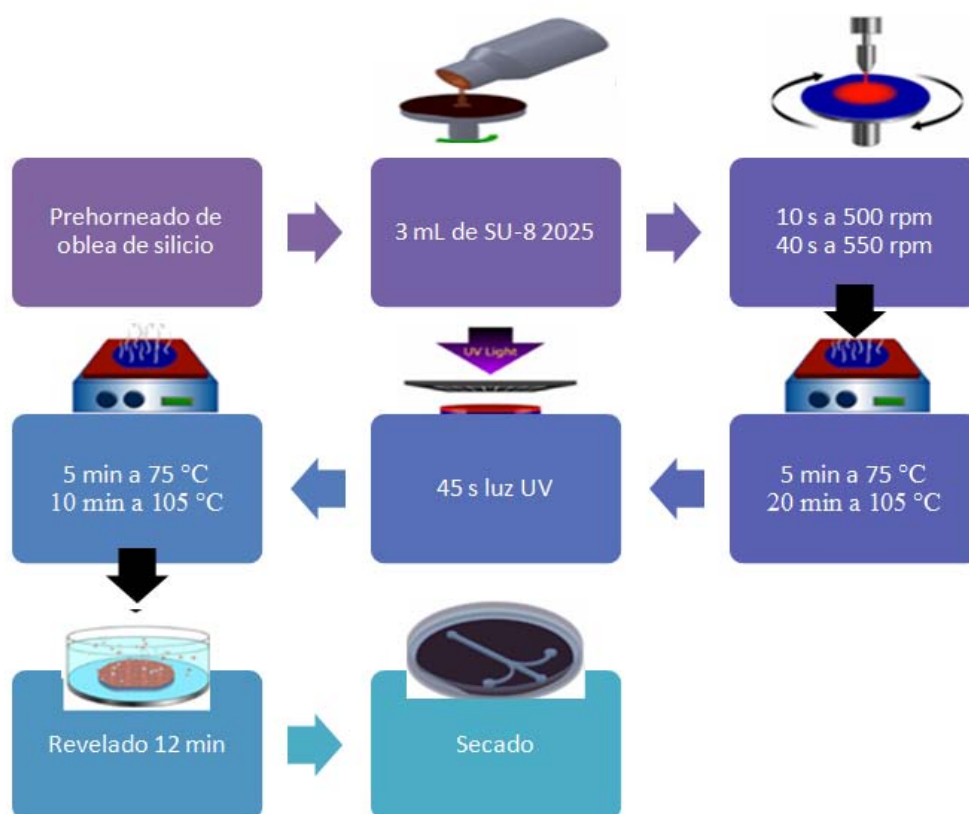 Prehorneado de
oblea de silicio
3 mL de SU-8 2025
10 s a 500 rpm
40 s a 550 rpm
5 min a 75 °C
20 min a 105 °C
UV Light
45 s luz UV
5 min a 75 °C
10 min a 105 °C
Revelado 12 min
Secado